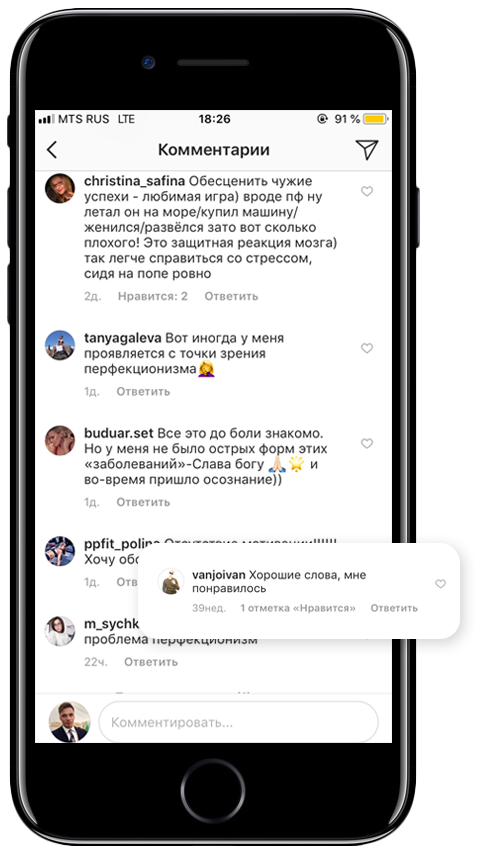 MTS RUS LTE 18:26 91 %
Комментарии
christina_safina Обесценить чужие
успехи - любимая игра) вроде пф ну
летал он на море/купил машину/
женился/развёлся зато вот сколько
плохого! Это защитная реакция мозга)
так легче справиться со стрессом,
сидя на попе ровно
2д. Нравится: 2 Ответить
tanyagaleva Вот иногда у меня
проявляется с точки зрения
перфекционизма🤦‍♀️
1д. Ответить
buduar.set Все это до боли знакомо.
Но у меня не было острых форм этих
«заболеваний»-Слава богу 🙏🏻🌟 и
во-время пришло осознание))
1д. Ответить
ppfit_polina Отсутствие мотивации!!!!!!!
Хочу
1д.
vanjoivan Хорошие слова, мне
понравилось
39нед. 1 отметка «Нравится» Ответить
m_sychk
проблема перфекционизм
22ч. Ответить
Комментировать...